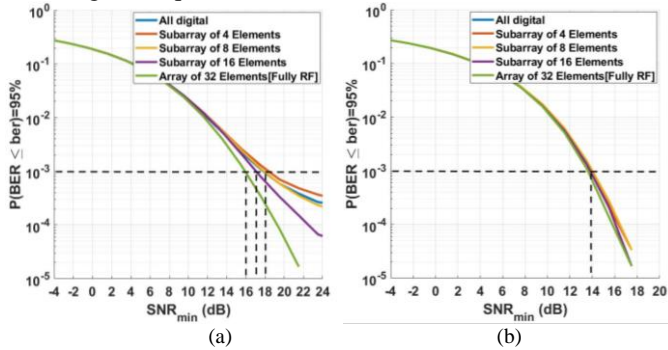 All digital
Subarray of 4 Elements
Subarray of 8 Elements
Subarray of 16 Elements
Array of 32 Elements[Fully RF]
P(BER ≤ ber)=95%
10^0
10^-1
10^-2
10^-3
10^-4
10^-5
-4 -2 0 2 4 6 8 10 12 14 16 18 20 22 24
SNR_min (dB)
(a)
All digital
Subarray of 4 Elements
Subarray of 8 Elements
Subarray of 16 Elements
Array of 32 Elements[Fully RF]
P(BER ≤ ber)=95%
10^0
10^-1
10^-2
10^-3
10^-4
10^-5
-4 -2 0 2 4 6 8 10 12 14 16 18 20
SNR_min (dB)
(b)